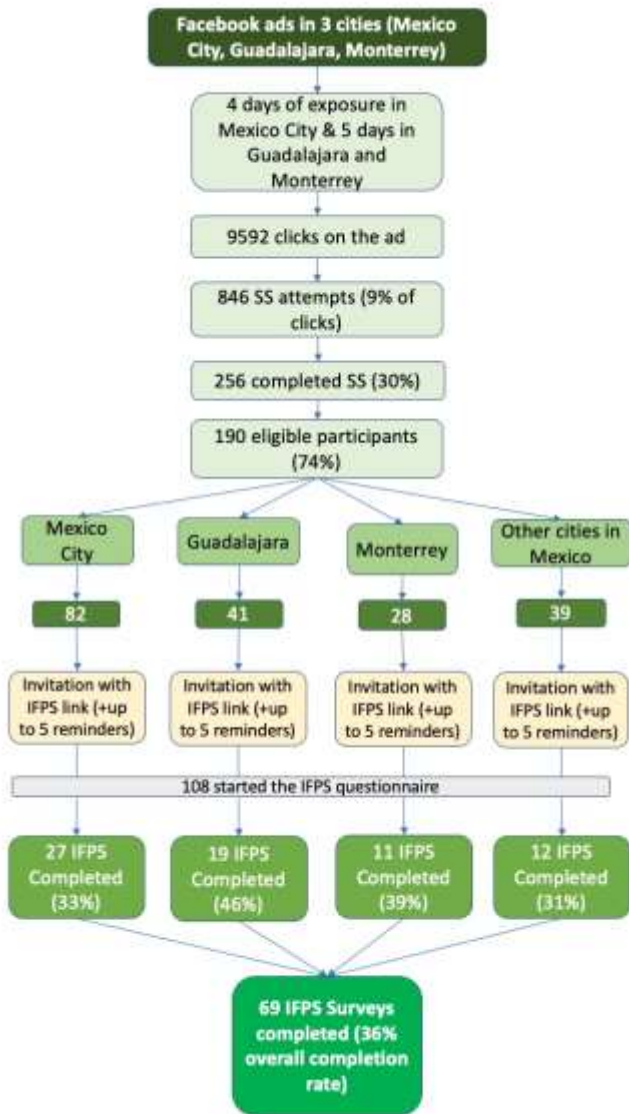 Facebook ads in 3 cities (Mexico
City, Guadalajara, Monterrey)
4 days of exposure in
Mexico City & 5 days in
Guadalajara and
Monterrey
9592 clicks on the ad
846 SS attempts (9% of
clicks)
256 completed SS (30%)
190 eligible participants
(74%)
Mexico
City
Guadalajara
Monterrey
Other cities in
Mexico
82
41
28
39
Invitation with
IFPS link (+up
to 5 reminders)
Invitation with
IFPS link (+up
to 5 reminders)
Invitation with
IFPS link (+up
to 5 reminders)
Invitation with
IFPS link (+up
to 5 reminders)
108 started the IFPS questionnaire
27 IFPS
Completed
(33%)
19 IFPS
Completed
(46%)
11 IFPS
Completed
(39%)
12 IFPS
Completed
(31%)
69 IFPS Surveys
completed (36%
overall completion
rate)